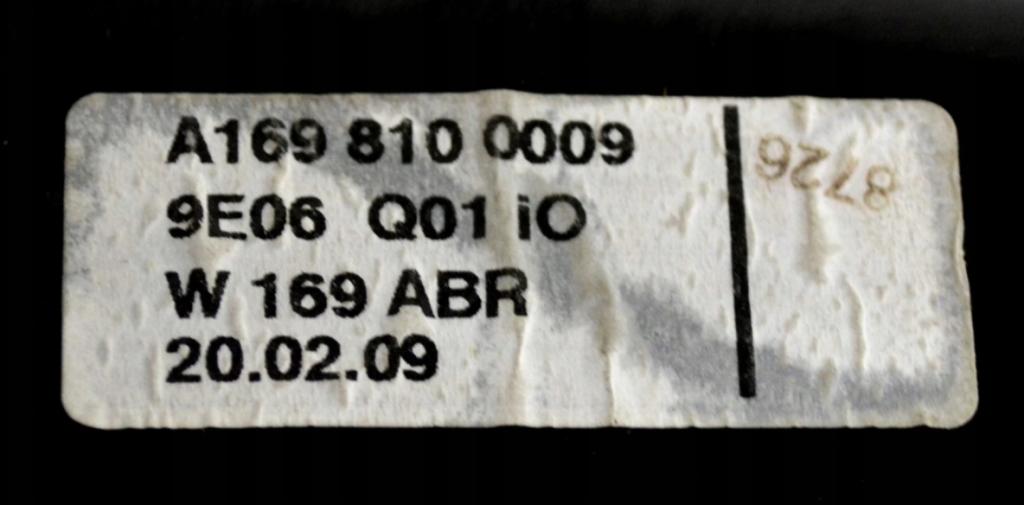 A169 810 0009
9E06 Q01 iO
W 169 ABR
20.02.09
8726